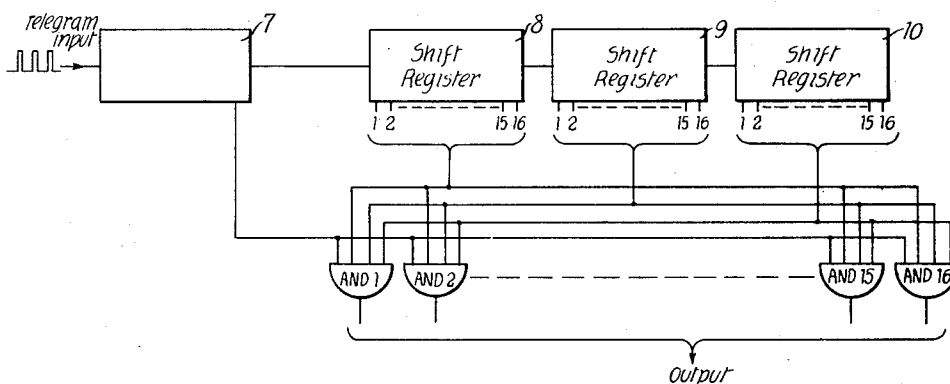 telegram
input
7
8
Shift
Register
9
Shift
Register
10
Shift
Register
1 2 15 16
1 2 15 16
1 2 15 16
AND 1
AND 2
AND 15
AND 16
Output